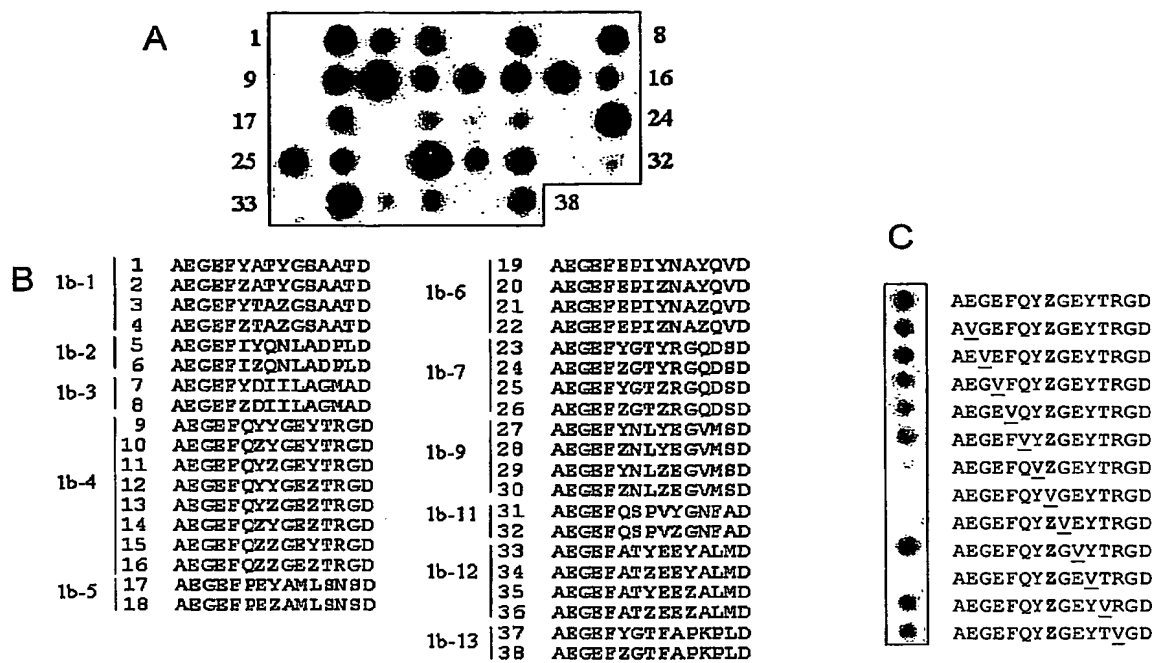 A
1 8
9 16
17 24
25 32
33 38
B
1b-1
1 AEGEFYATYGSAATD
2 AEGEFZATYGSAATD
3 AEGEFYTAZGSAATD
4 AEGEFZTAZGSAATD
1b-2
5 AEGEFIYQNLADPLD
6 AEGEFIZQNLADPLD
1b-3
7 AEGEFYDIILAGMAD
8 AEGEFZDIILAGMAD
1b-4
9 AEGEFQYYGEYTRGD
10 AEGEFQZYGEYTRGD
11 AEGEFQYZGEYTRGD
12 AEGEFQYYGEZTRGD
13 AEGEFQYZGEZTRGD
14 AEGEFQZYGEZTRGD
15 AEGEFQZZGEYTRGD
16 AEGEFQZZGEZTRGD
1b-5
17 AEGEFPEYAMLSNSD
18 AEGEFPEZAMLSNSD
1b-6
19 AEGEFEPIYNAYQVD
20 AEGEFEPIZNAYQVD
21 AEGEFEPIYNAZQVD
22 AEGEFEPIZNAZQVD
1b-7
23 AEGEFYGTYRGQDSD
24 AEGEFZGTYRGQDSD
25 AEGEFYGTZRGQDSD
26 AEGEFZGTZRGQDSD
1b-9
27 AEGEFYNLYEGVMSD
28 AEGEFZNLYEGVMSD
29 AEGEFYNLZEGVMSD
30 AEGEFZNLZEGVMSD
1b-11
31 AEGEFQSPVYGNFAD
32 AEGEFQSPVZGNFAD
1b-12
33 AEGEFATYEEYALMD
34 AEGEFATZEEYALMD
35 AEGEFATYEEZALMD
36 AEGEFATZEEZALMD
1b-13
37 AEGEFYGTFAPKPLD
38 AEGEFZGTFAPKPLD
C
AEGEFQYZGEYTRGD
AVGEFQYZGEYTRGD
AEVEFQYZGEYTRGD
AEGVFQYZGEYTRGD
AEGEVQYZGEYTRGD
AEGEFVYZGEYTRGD
AEGEFQVZGEYTRGD
AEGEFQYVGEYTRGD
AEGEFQYZVEYTRGD
AEGEFQYZGVYTRGD
AEGEFQYZGEVTRGD
AEGEFQYZGEYVRGD
AEGEFQYZGEYTVGD